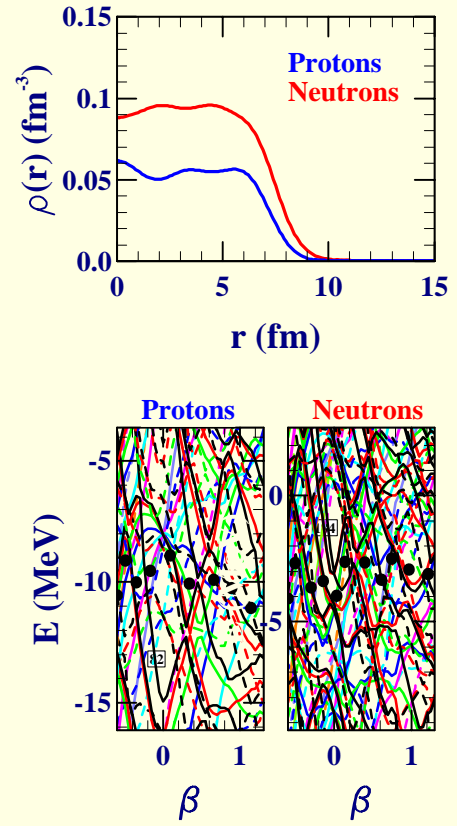 ρ(r) (fm⁻³)
0.15
0.1
0.05
0.0
Protons
Neutrons
0 5 10 15
r (fm)
Protons Neutrons
E (MeV)
-5
-10
-15
82
0
-5
0 1
0 1
β β